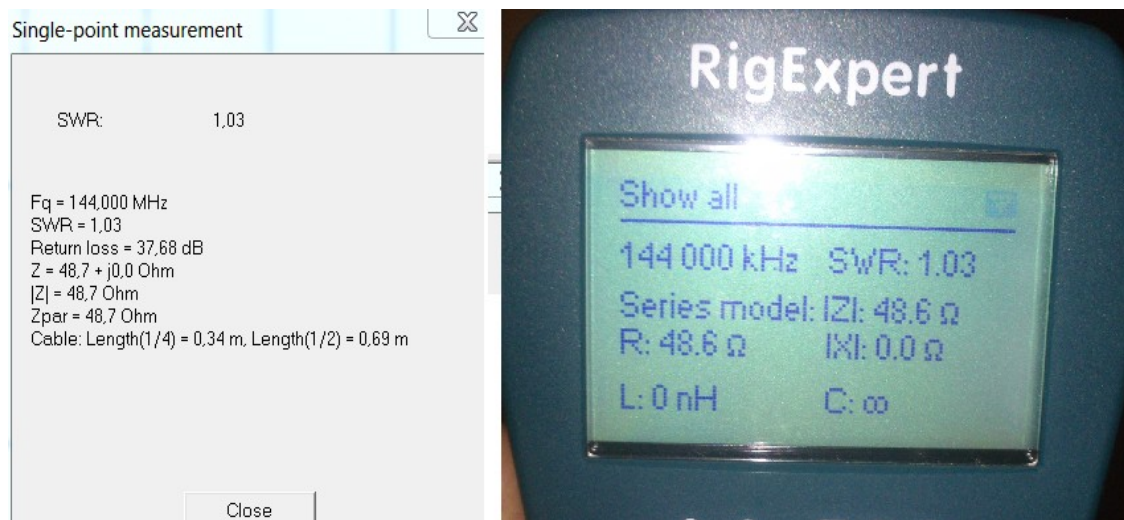 Single-point measurement
SWR: 1,03
Fq = 144,000 MHz
SWR = 1,03
Return loss = 37,68 dB
Z = 48,7 + j0,0 Ohm
|Z| = 48,7 Ohm
Zpar = 48,7 Ohm
Cable: Length(1/4) = 0,34 m, Length(1/2) = 0,69 m
Close
RigExpert
Show all
144 000 kHz SWR: 1.03
Series model: |Z|: 48.6 Ω
R: 48.6 Ω |X|: 0.0 Ω
L: 0 nH C: ∞